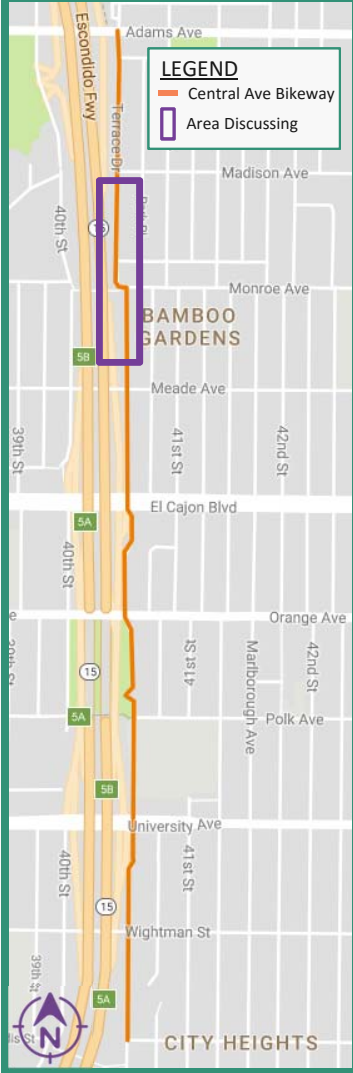 Adams Ave
Escondido Fwy
LEGEND
Central Ave Bikeway
Area Discussing
Terrace Dr
Madison Ave
40th St
Monroe Ave
BAMBOO
GARDENS
5B
Meade Ave
39th St
41st St
42nd St
El Cajon Blvd
5A
40th St
Orange Ave
15
41st St
Marlborough Ave
42nd St
5A
Polk Ave
5B
University Ave
40th St
41st St
15
Wightman St
39th St
5A
N
CITY HEIGHTS